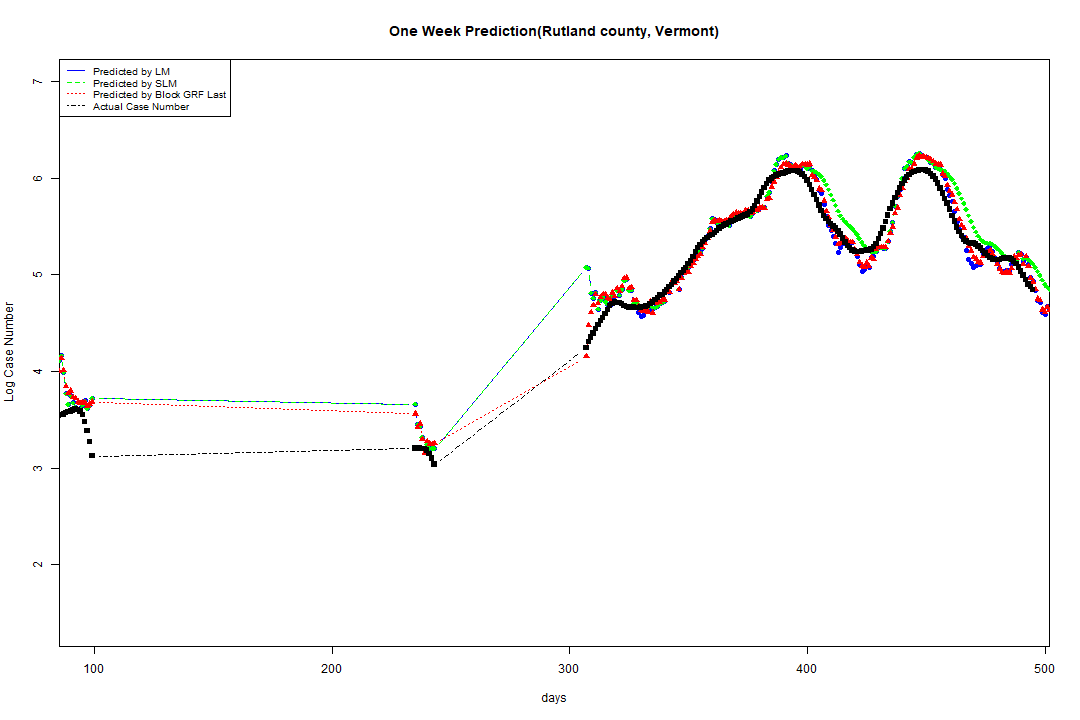 One Week Prediction(Rutland county, Vermont)
Predicted by LM
Predicted by SLM
Predicted by Block GRF Last
Actual Case Number
7
6
5
4
3
2
Log Case Number
100 200 300 400 500
days